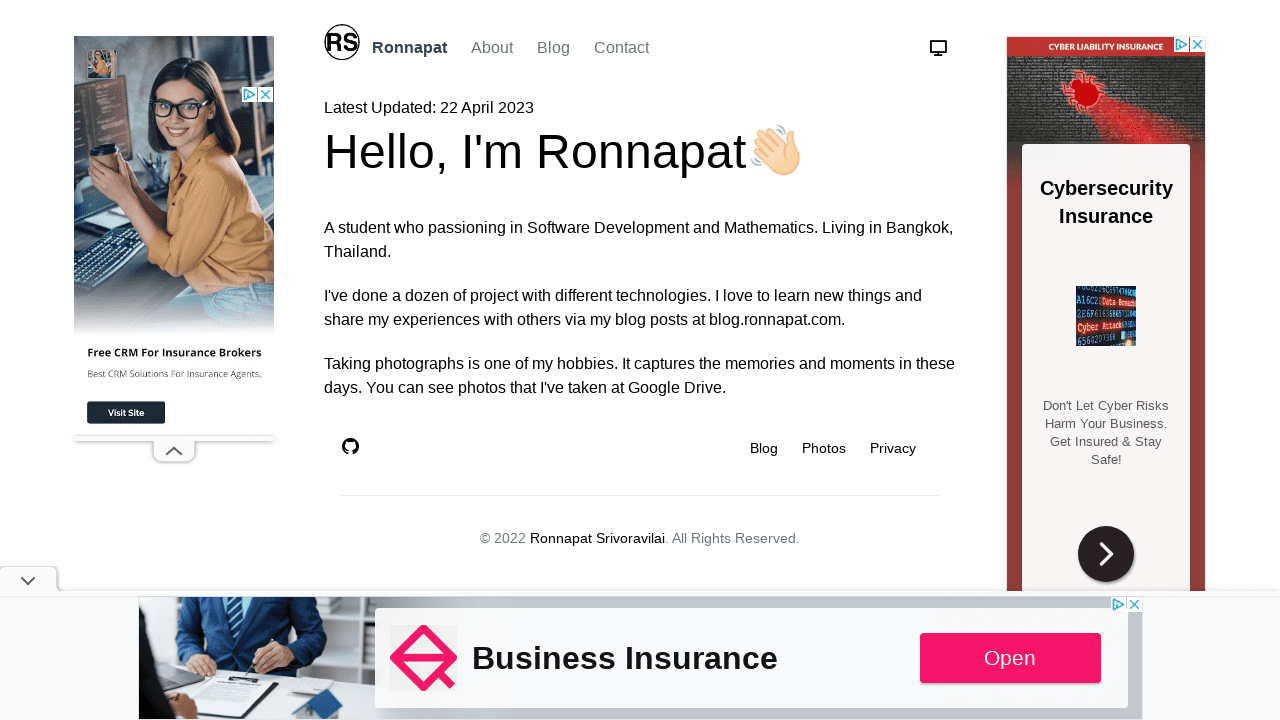 RS
Ronnapat About Blog Contact
Latest Updated: 22 April 2023
Hello, I'm Ronnapat👋🏻
A student who passioning in Software Development and Mathematics. Living in Bangkok,
Thailand.
I've done a dozen of project with different technologies. I love to learn new things and
share my experiences with others via my blog posts at blog.ronnapat.com.
Taking photographs is one of my hobbies. It captures the memories and moments in these
days. You can see photos that I've taken at Google Drive.
Blog Photos Privacy
© 2022 Ronnapat Srivoravilai. All Rights Reserved.
Free CRM For Insurance Brokers
Best CRM Solutions For Insurance Agents.
Visit Site
CYBER LIABILITY INSURANCE
Cybersecurity
Insurance
Data Breach
Cyber Attack
Don't Let Cyber Risks
Harm Your Business.
Get Insured & Stay
Safe!
Business Insurance
Open